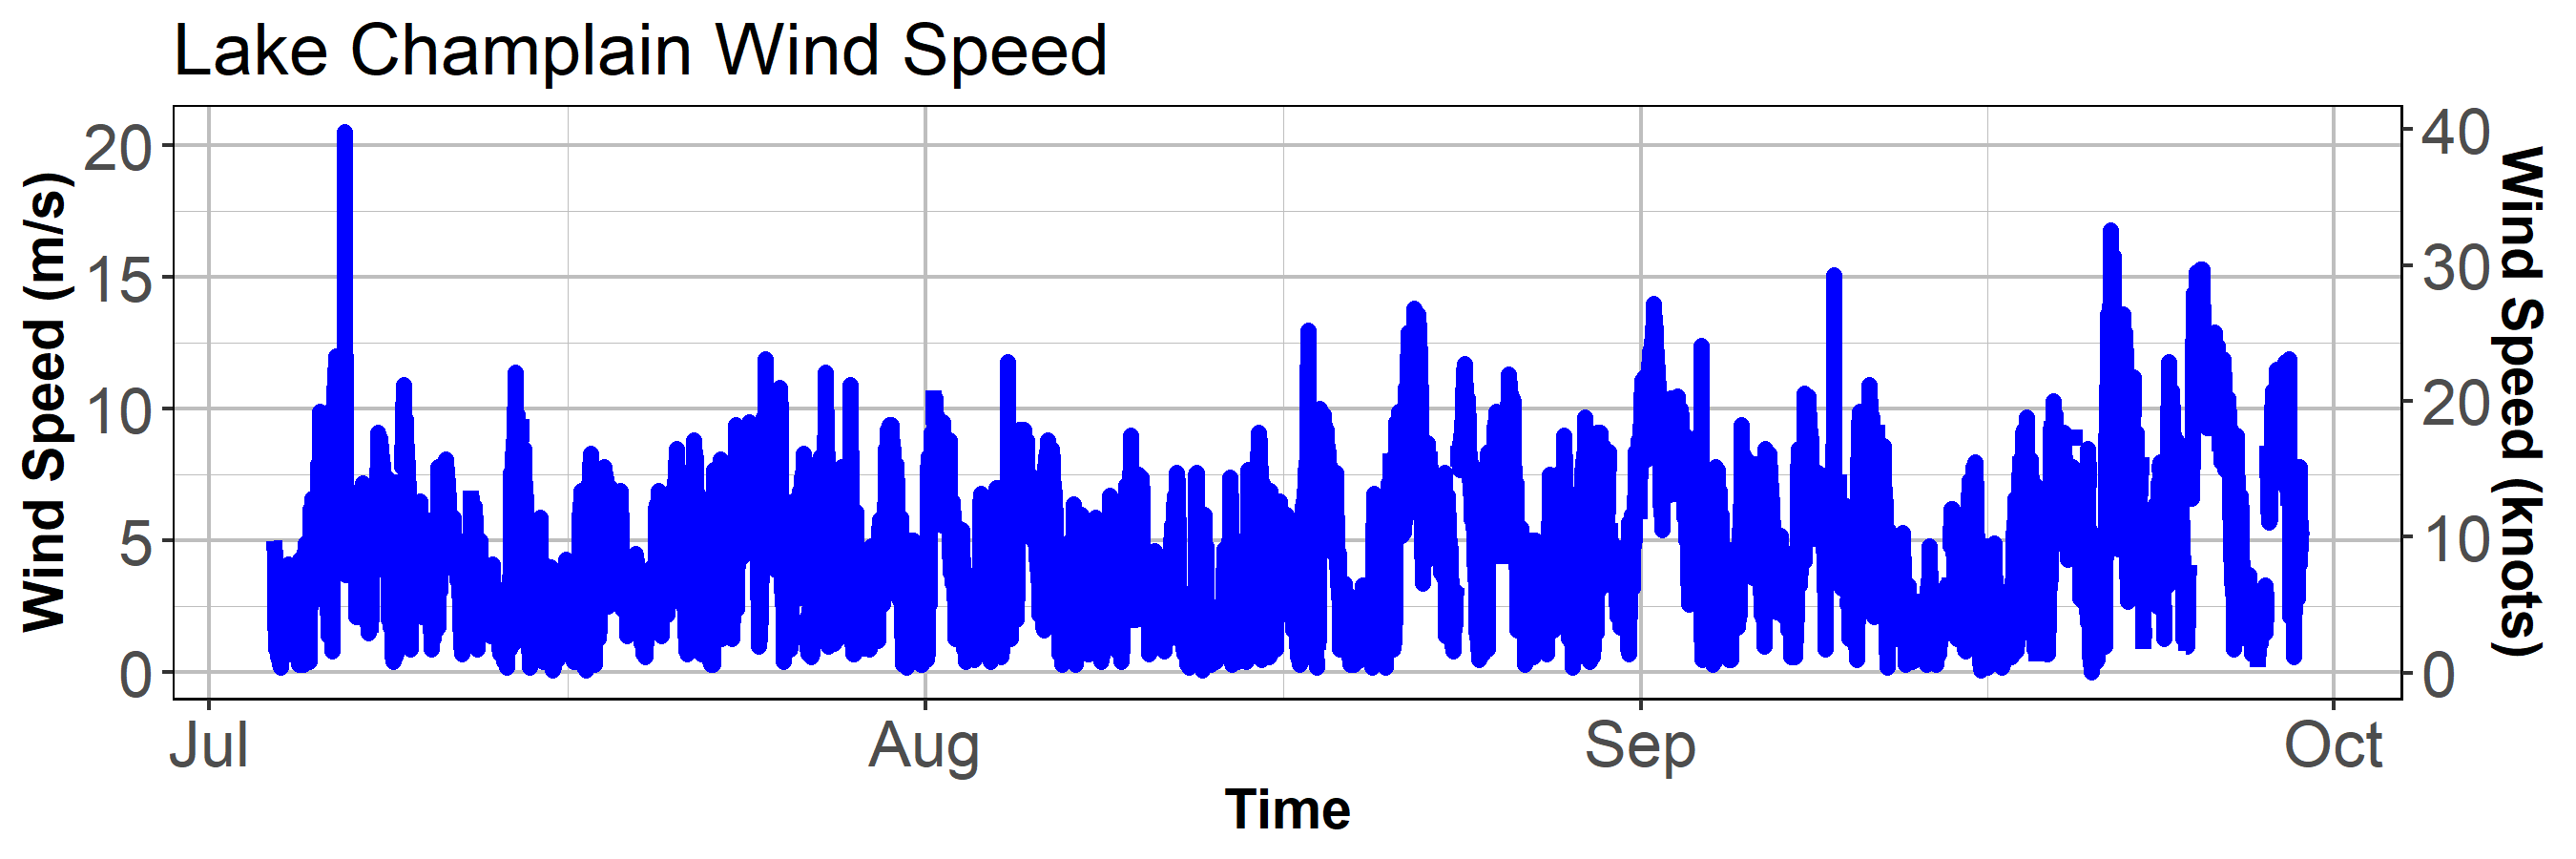 Lake Champlain Wind Speed
Wind Speed (m/s)
20
15
10
5
0
40
30
20
10
0
Wind Speed (knots)
Jul
Aug
Sep
Oct
Time